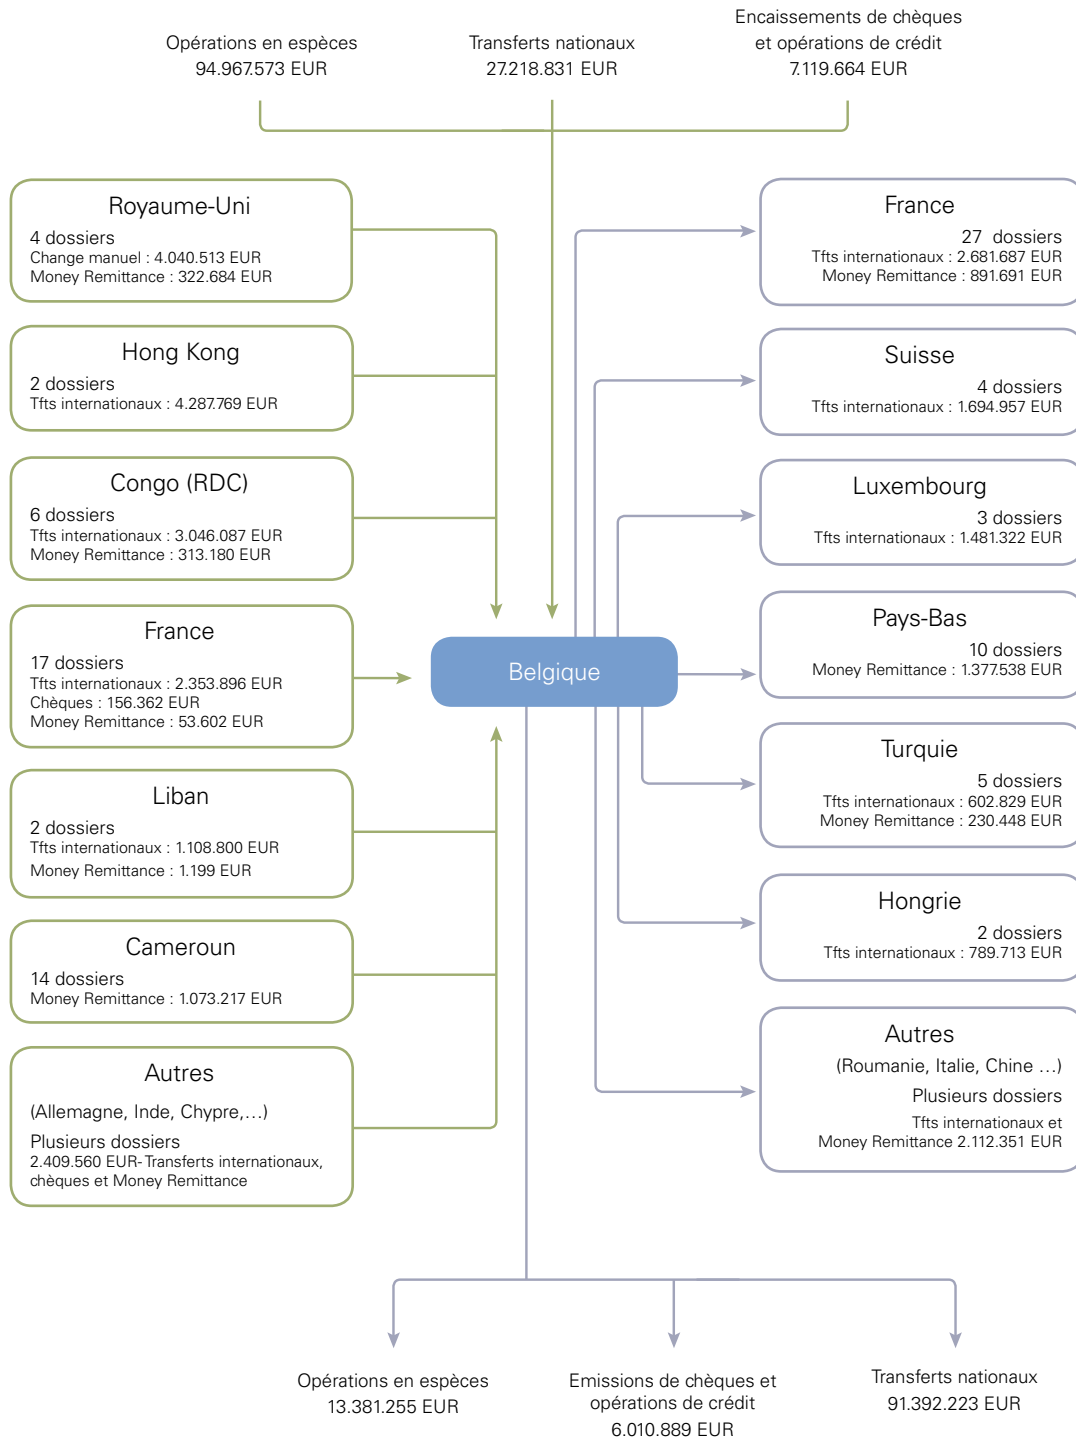 Opérations en espèces
94.967.573 EUR
Transferts nationaux
27.218.831 EUR
Encaissements de chèques
et opérations de crédit
7.119.664 EUR
Royaume-Uni
4 dossiers
Change manuel : 4.040.513 EUR
Money Remittance : 322.684 EUR
Hong Kong
2 dossiers
Tfts internationaux : 4.287.769 EUR
Congo (RDC)
6 dossiers
Tfts internationaux : 3.046.087 EUR
Money Remittance : 313.180 EUR
France
17 dossiers
Tfts internationaux : 2.353.896 EUR
Chèques : 156.362 EUR
Money Remittance : 53.602 EUR
Liban
2 dossiers
Tfts internationaux : 1.108.800 EUR
Money Remittance : 1.199 EUR
Cameroun
14 dossiers
Money Remittance : 1.073.217 EUR
Autres
(Allemagne, Inde, Chypre,...)
Plusieurs dossiers
2.409.560 EUR- Transferts internationaux,
chèques et Money Remittance
Belgique
France
27 dossiers
Tfts internationaux : 2.681.687 EUR
Money Remittance : 891.691 EUR
Suisse
4 dossiers
Tfts internationaux : 1.694.957 EUR
Luxembourg
3 dossiers
Tfts internationaux : 1.481.322 EUR
Pays-Bas
10 dossiers
Money Remittance : 1.377.538 EUR
Turquie
5 dossiers
Tfts internationaux : 602.829 EUR
Money Remittance : 230.448 EUR
Hongrie
2 dossiers
Tfts internationaux : 789.713 EUR
Autres
(Roumanie, Italie, Chine ...)
Plusieurs dossiers
Tfts internationaux et
Money Remittance 2.112.351 EUR
Opérations en espèces
13.381.255 EUR
Emissions de chèques et
opérations de crédit
6.010.889 EUR
Transferts nationaux
91.392.223 EUR